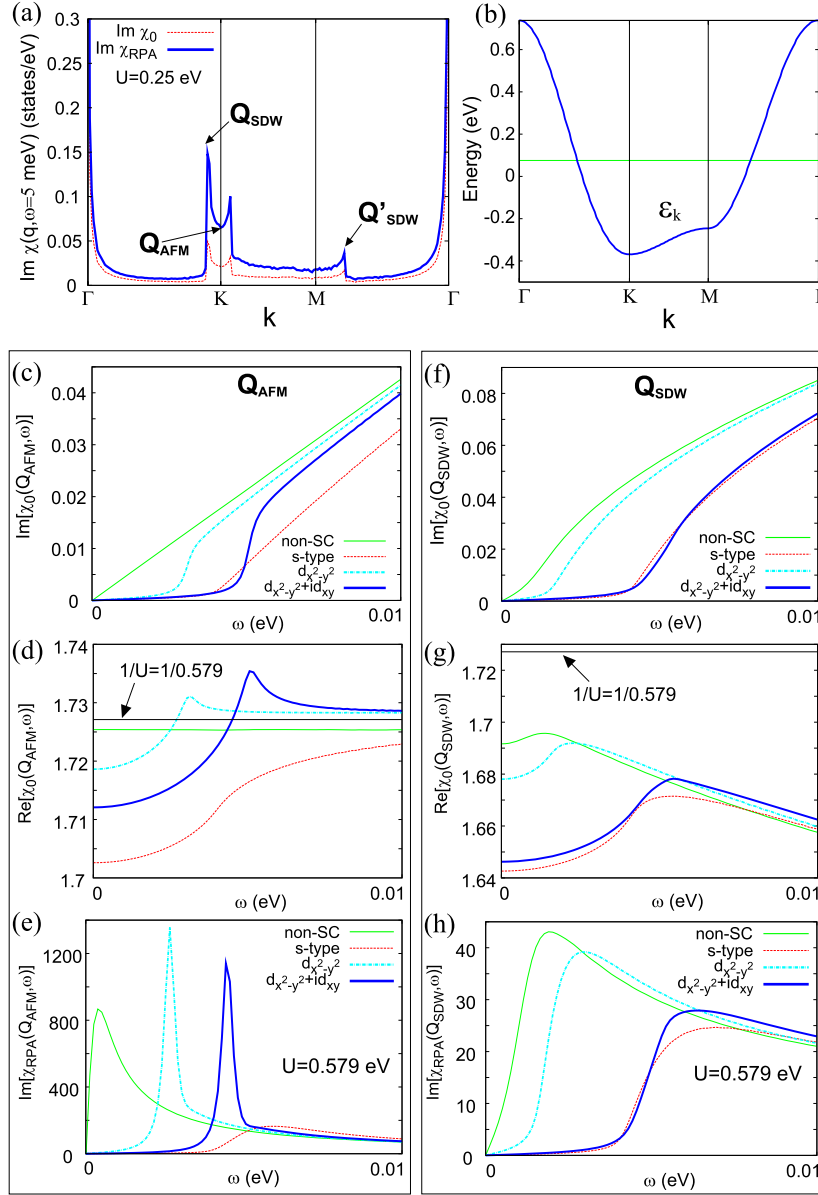 (a)
0.3
0.25
0.2
0.15
0.1
0.05
0
Im χ(q,ω=5 meV) (states/eV)
Im χ0
Im χRPA
U=0.25 eV
QSDW
QAFM
Q'SDW
Γ K M Γ
k
(b)
0.6
0.4
0.2
0
-0.2
-0.4
Energy (eV)
εk
Γ K M Γ
k
(c)
QAFM
0.04
0.03
0.02
0.01
0
Im[χ0(QAFM,ω)]
non-SC
s-type
dx²-y²
dx²-y²+idxy
0 0.01
ω (eV)
(d)
1.74
1.73
1.72
1.71
1.7
Re[χ0(QAFM,ω)]
1/U=1/0.579
0 0.01
ω (eV)
(e)
1200
800
400
0
Im[χRPA(QAFM,ω)]
non-SC
s-type
dx²-y²
dx²-y²+idxy
U=0.579 eV
0 0.01
ω (eV)
(f)
QSDW
0.08
0.06
0.04
0.02
0
Im[χ0(QSDW,ω)]
non-SC
s-type
dx²-y²
dx²-y²+idxy
0 0.01
ω (eV)
(g)
1.72
1.7
1.68
1.66
1.64
Re[χ0(QSDW,ω)]
1/U=1/0.579
0 0.01
ω (eV)
(h)
40
30
20
10
0
Im[χRPA(QSDW,ω)]
non-SC
s-type
dx²-y²
dx²-y²+idxy
U=0.579 eV
0 0.01
ω (eV)